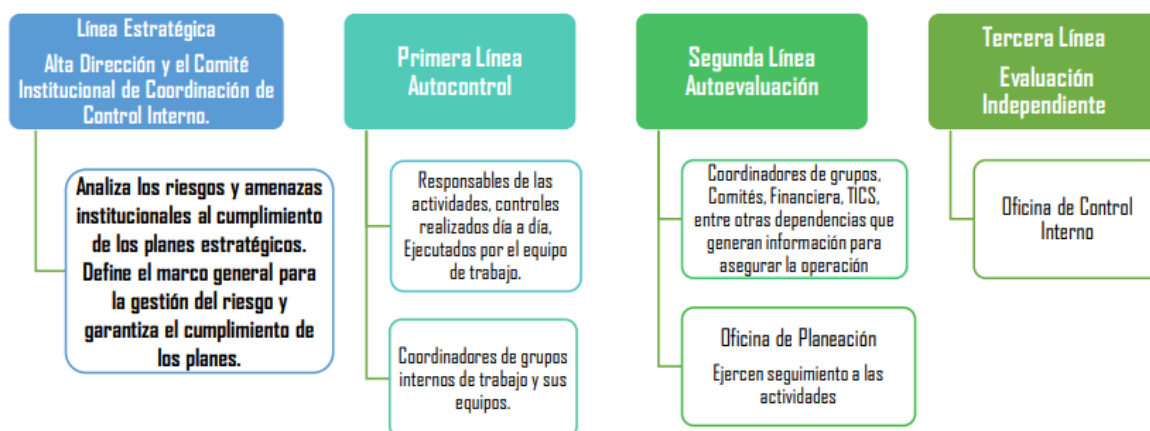 Línea Estratégica
Alta Dirección y el Comité
Institucional de Coordinación de
Control Interno.
Analiza los riesgos y amenazas
institucionales al cumplimiento
de los planes estratégicos.
Define el marco general para
la gestión del riesgo y
garantiza el cumplimiento de
los planes.
Primera Línea
Autocontrol
Responsables de las
actividades, controles
realizados día a día,
Ejecutados por el equipo
de trabajo.
Coordinadores de grupos
internos de trabajo y sus
equipos.
Segunda Línea
Autoevaluación
Coordinadores de grupos,
Comités, Financiera, TICS,
entre otras dependencias que
generan información para
asegurar la operación
Oficina de Planeación
Ejercen seguimiento a las
actividades
Tercera Línea
Evaluación
Independiente
Oficina de Control
Interno